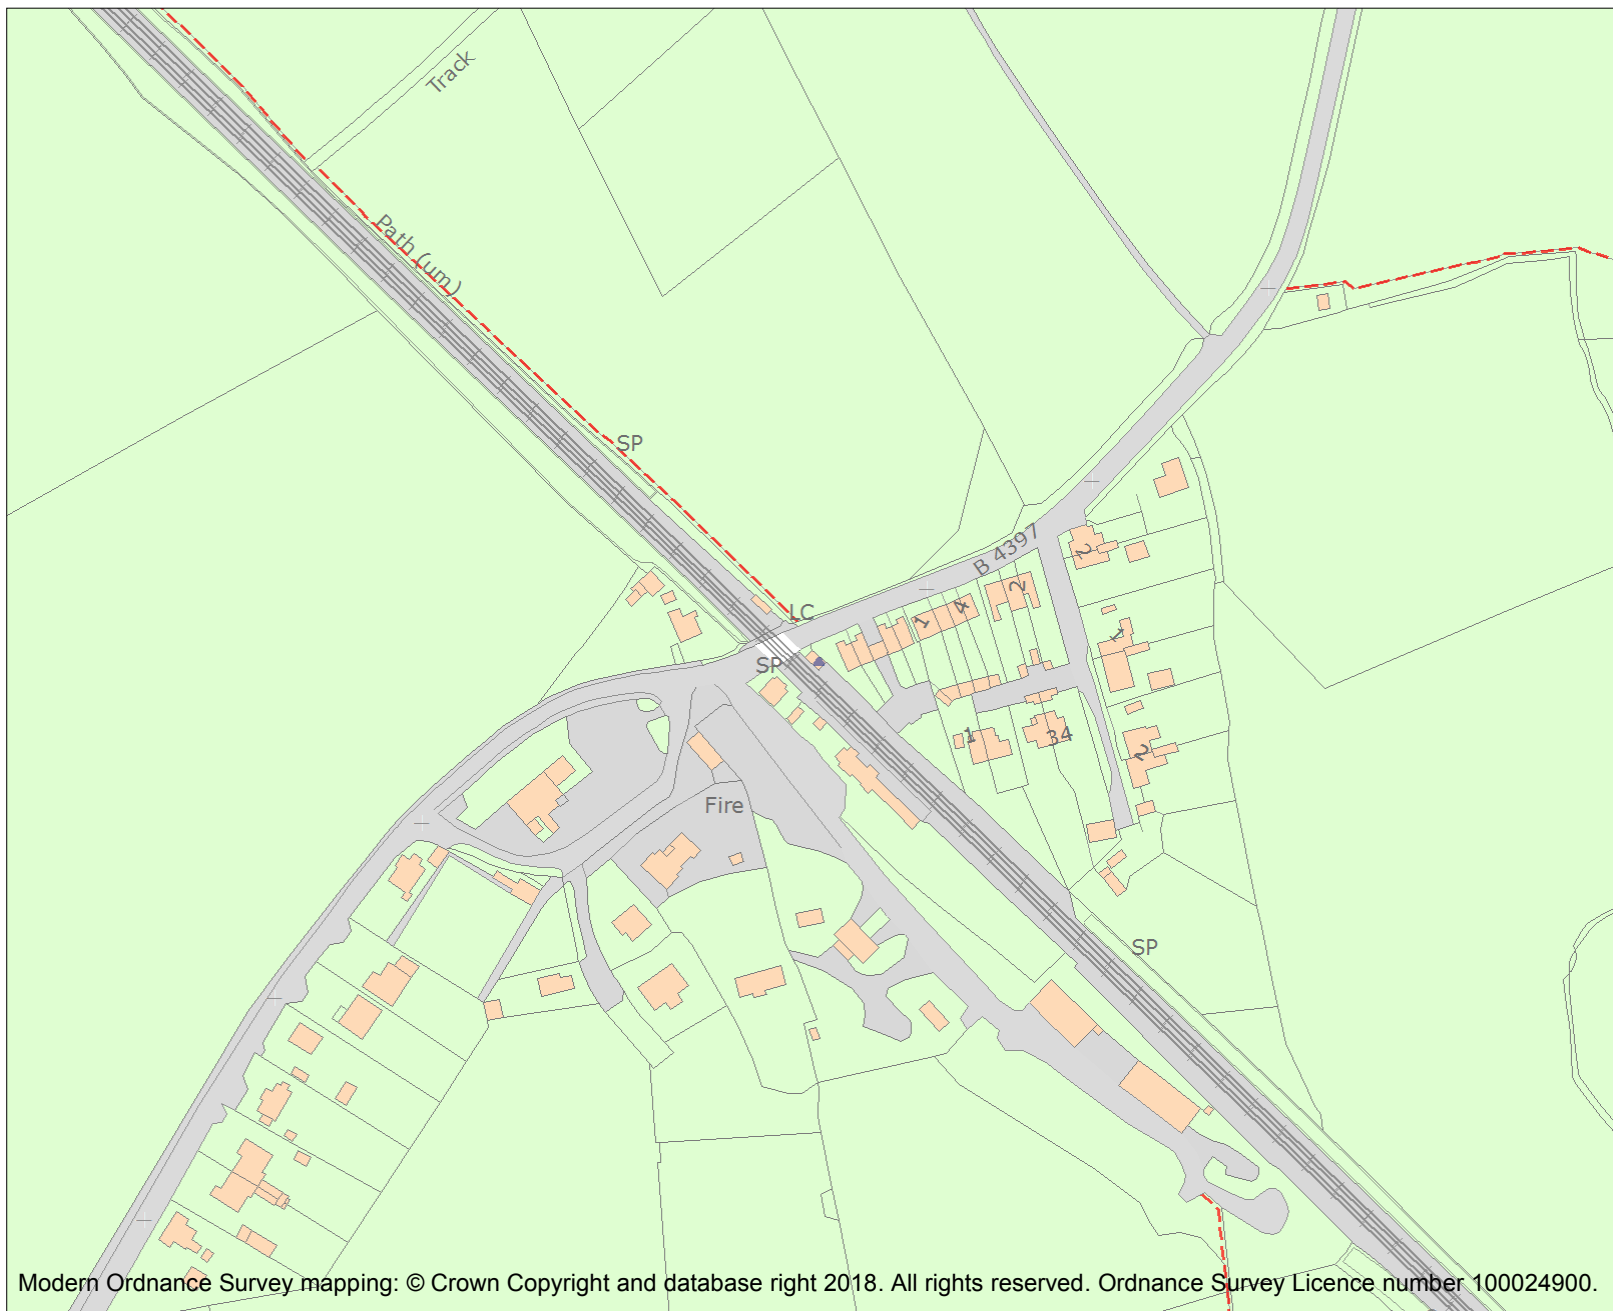 Track
Path (um)
SP
LC
B 4397
2
2
4
1
1
SP
1
34
2
Fire
SP
Modern Ordnance Survey mapping: © Crown Copyright and database right 2018. All rights reserved. Ordnance Survey Licence number 100024900.